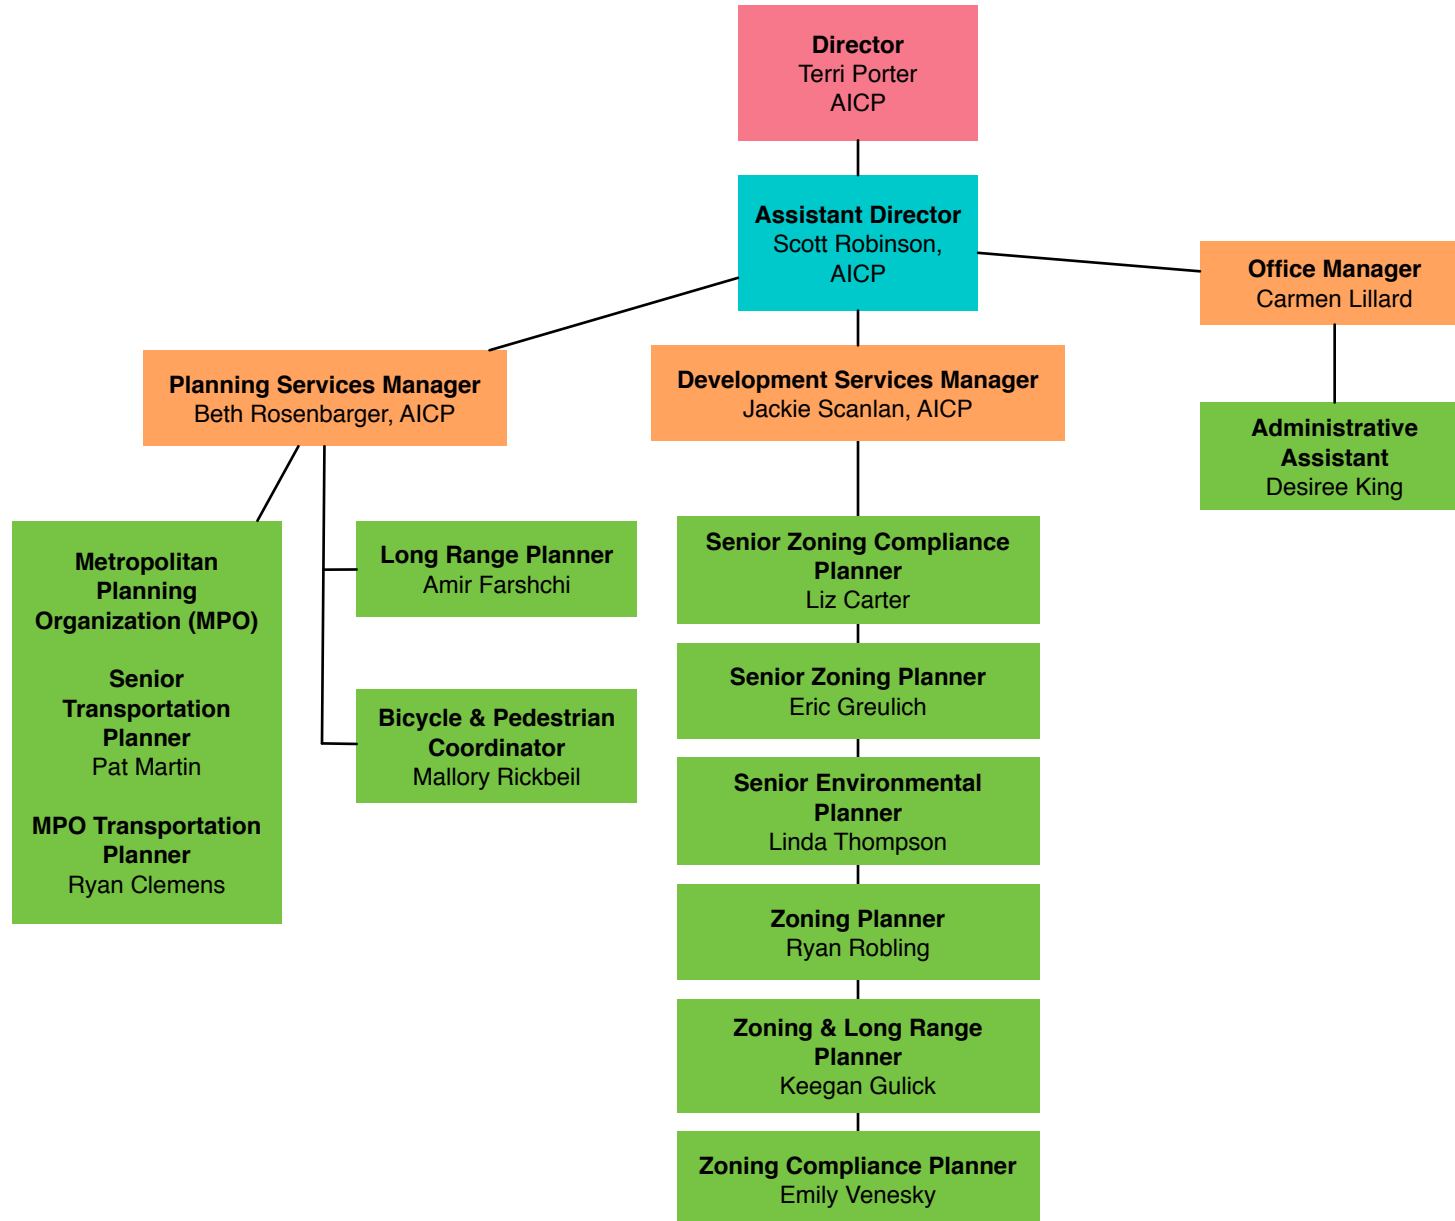 Director
Terri Porter
AICP
Assistant Director
Scott Robinson,
AICP
Office Manager
Carmen Lillard
Administrative
Assistant
Desiree King
Planning Services Manager
Beth Rosenbarger, AICP
Development Services Manager
Jackie Scanlan, AICP
Metropolitan
Planning
Organization (MPO)
Senior
Transportation
Planner
Pat Martin
MPO Transportation
Planner
Ryan Clemens
Long Range Planner
Amir Farshchi
Bicycle & Pedestrian
Coordinator
Mallory Rickbeil
Senior Zoning Compliance
Planner
Liz Carter
Senior Zoning Planner
Eric Greulich
Senior Environmental
Planner
Linda Thompson
Zoning Planner
Ryan Robling
Zoning & Long Range
Planner
Keegan Gulick
Zoning Compliance Planner
Emily Venesky